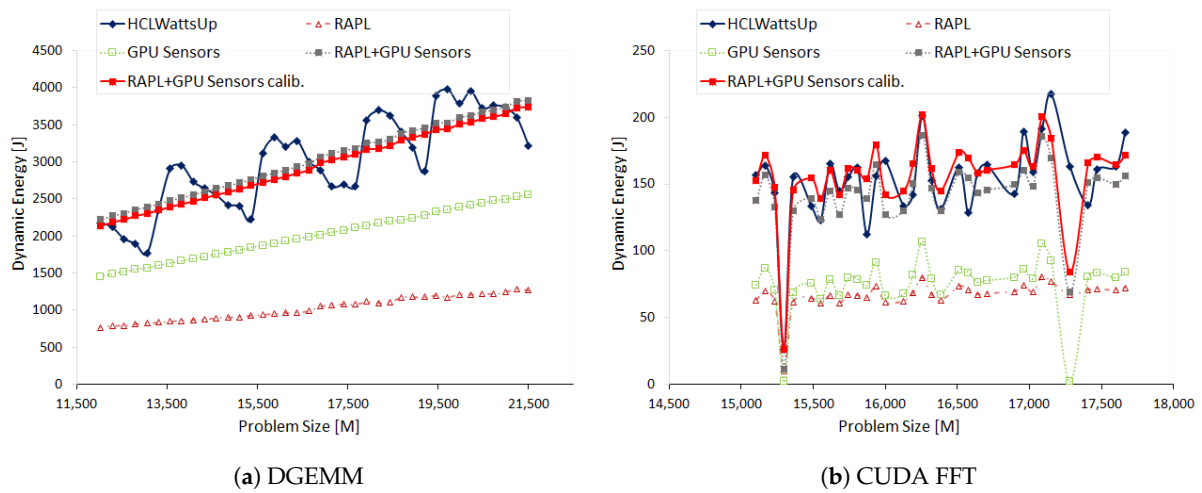 HCLWattsUp RAPL
GPU Sensors RAPL+GPU Sensors
RAPL+GPU Sensors calib.
Dynamic Energy [J]
4500
4000
3500
3000
2500
2000
1500
1000
500
0
11,500 13,500 15,500 17,500 19,500 21,500
Problem Size [M]
(a) DGEMM
HCLWattsUp RAPL
GPU Sensors RAPL+GPU Sensors
RAPL+GPU Sensors calib.
Dynamic Energy [J]
250
200
150
100
50
0
14,500 15,000 15,500 16,000 16,500 17,000 17,500 18,000
Problem Size [M]
(b) CUDA FFT